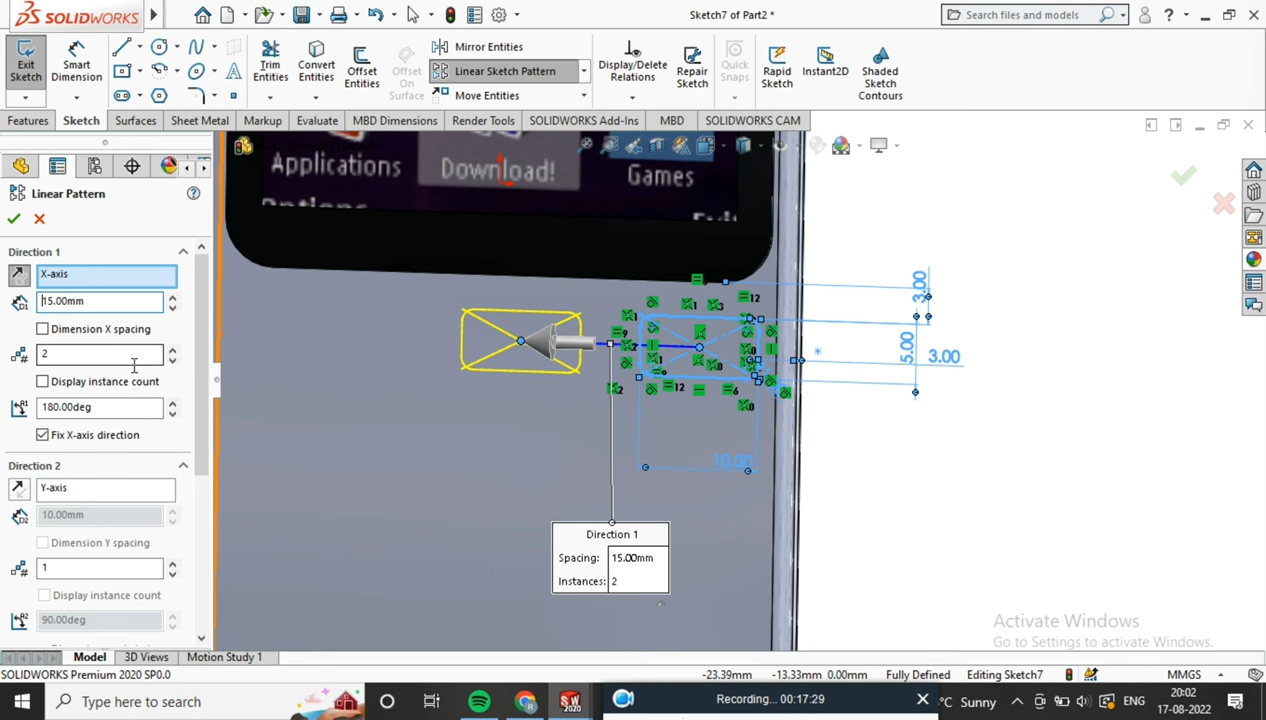 SOLIDWORKS
Sketch7 of Part2 *
Search files and models
Exit Sketch
Smart Dimension
Trim Entities
Convert Entities
Offset Entities
Offset On Surface
Mirror Entities
Linear Sketch Pattern
Move Entities
Display/Delete Relations
Repair Sketch
Quick Snaps
Rapid Sketch
Instant2D
Shaded Sketch Contours
Features
Sketch
Surfaces
Sheet Metal
Markup
Evaluate
MBD Dimensions
Render Tools
SOLIDWORKS Add-Ins
MBD
SOLIDWORKS CAM
Applications
Download!
Games
Linear Pattern
Direction 1
X-axis
15.00mm
Dimension X spacing
2
Display instance count
180.00deg
Fix X-axis direction
Direction 2
Y-axis
10.00mm
Dimension Y spacing
1
Display instance count
90.00deg
3.00
5.00
3.00
10.00
Direction 1
Spacing: 15.00mm
Instances: 2
Activate Windows
Go to Settings to activate Windows.
Model
3D Views
Motion Study 1
SOLIDWORKS Premium 2020 SP0.0
-23.39mm
-13.33mm 0.00mm
Fully Defined
Editing Sketch7
MMGS
Type here to search
Recording... 00:17:29
°C Sunny
ENG
20:02
17-08-2022